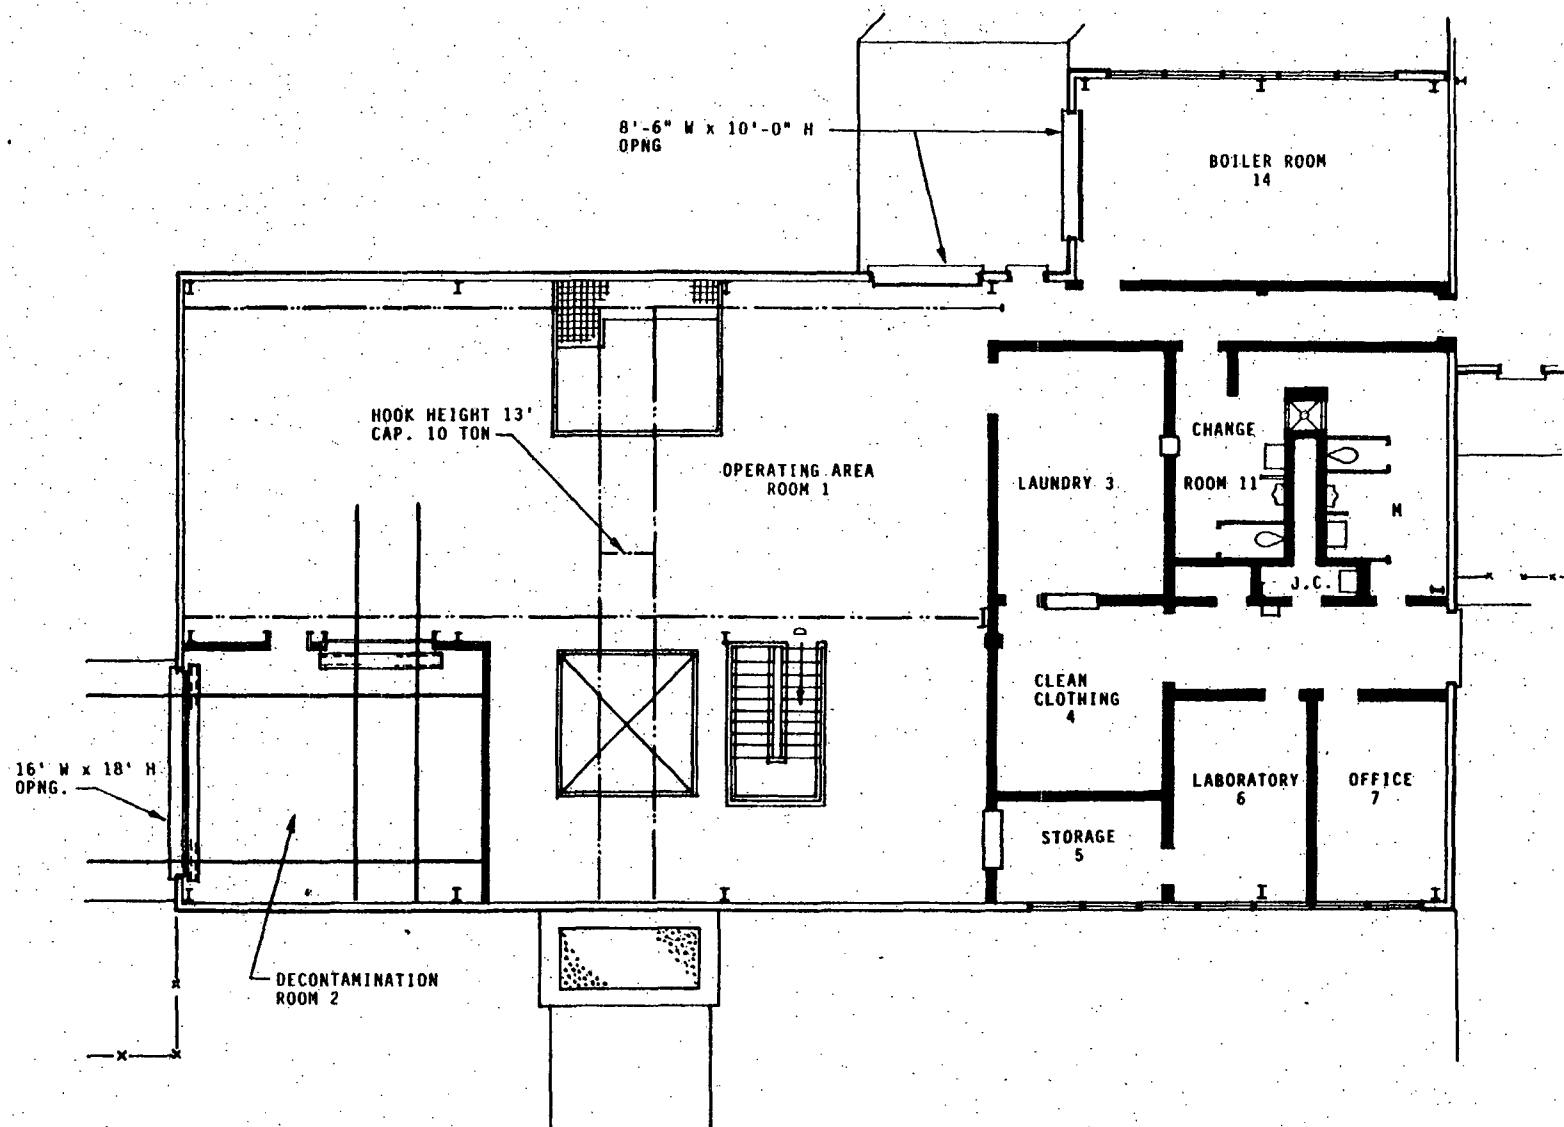 8'-6" W x 10'-0" H
OPNG
BOILER ROOM
14
HOOK HEIGHT 13'
CAP. 10 TON
OPERATING AREA
ROOM 1
LAUNDRY 3
CHANGE
ROOM 11
M
J.C.
D
CLEAN
CLOTHING
4
16' W x 18' H
OPNG.
LABORATORY
6
OFFICE
7
STORAGE
5
DECONTAMINATION
ROOM 2